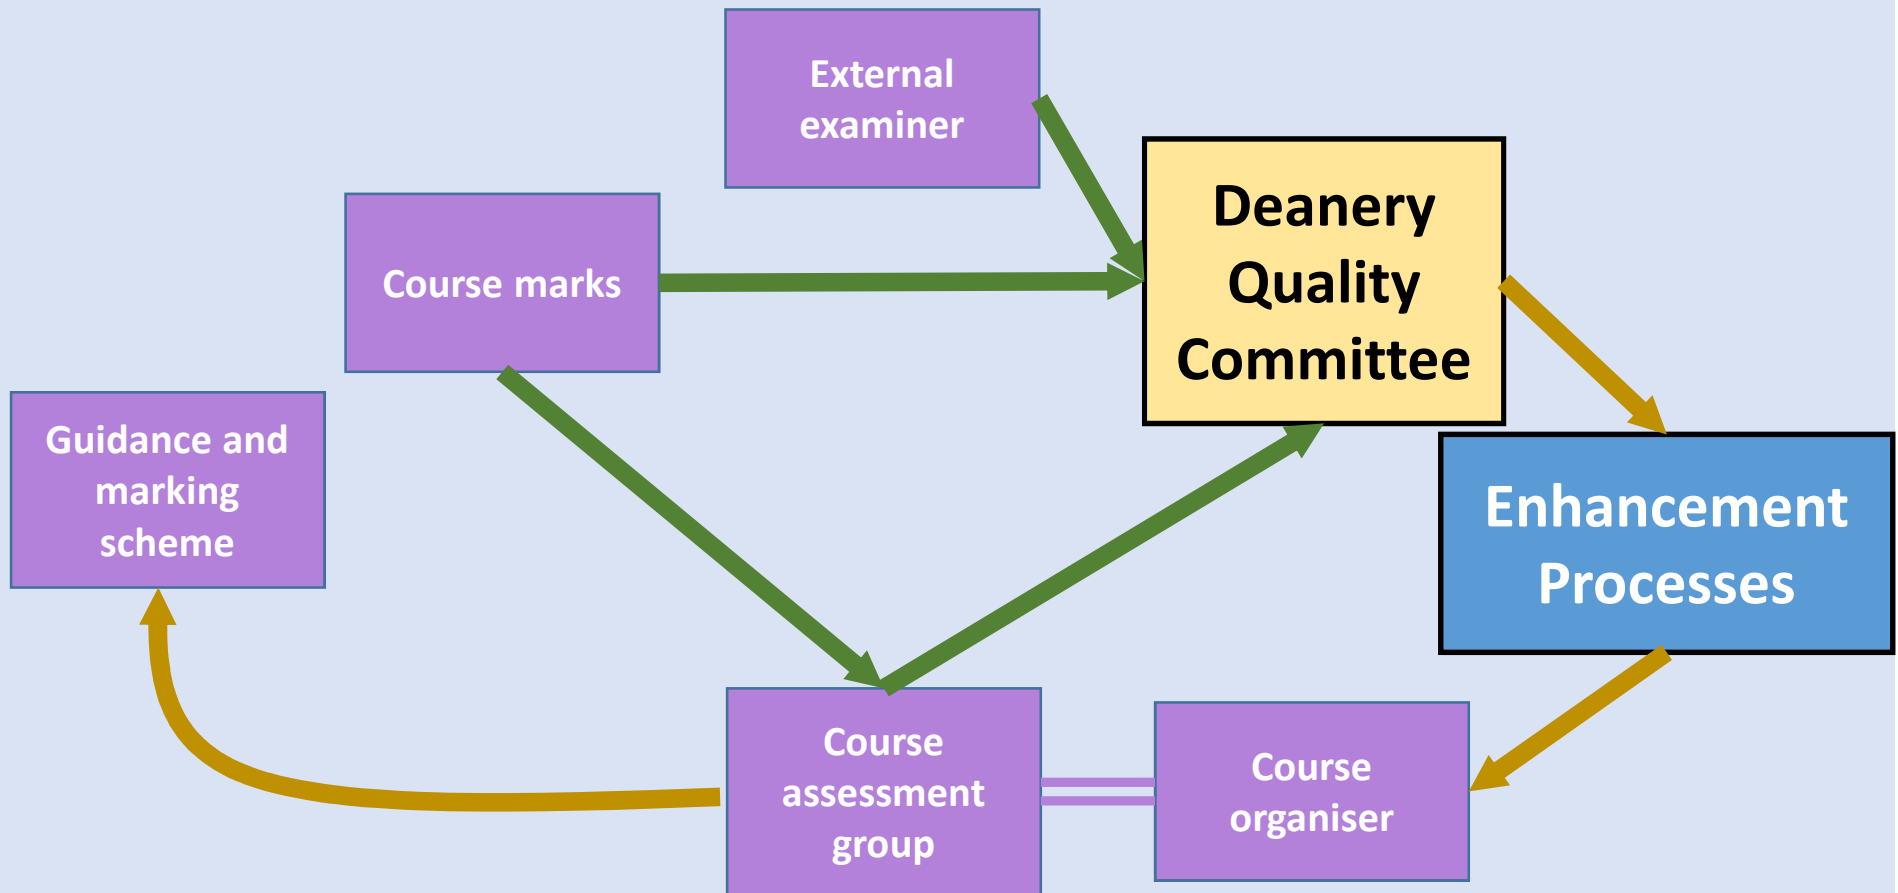 External
examiner
Deanery
Quality
Committee
Course marks
Guidance and
marking
scheme
Enhancement
Processes
Course
assessment
group
Course
organiser